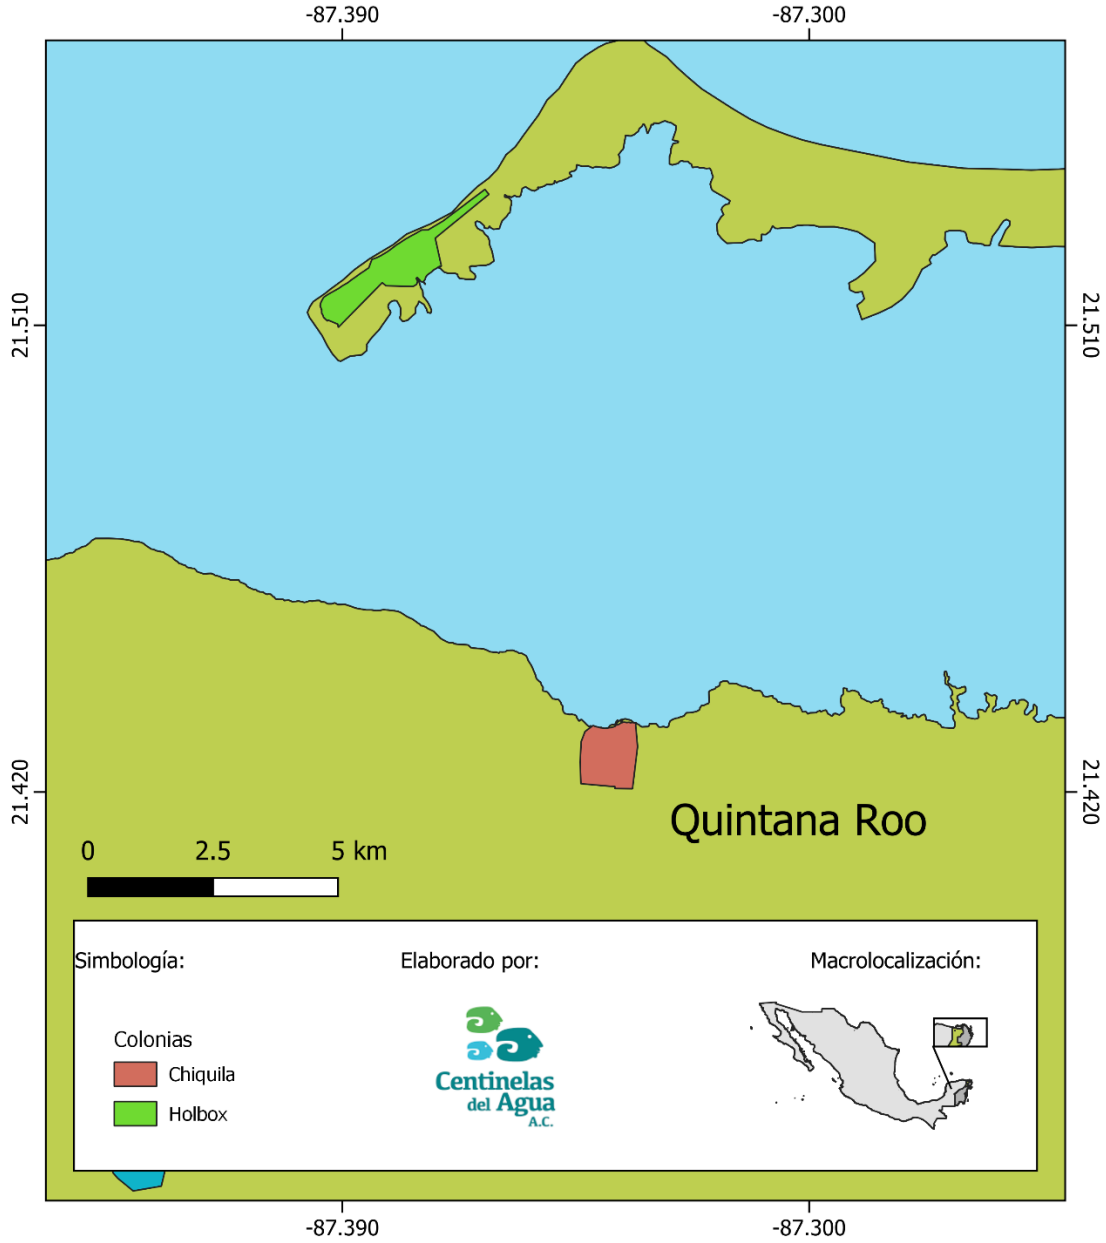 -87.390 -87.300
21.510 21.510
21.420 21.420
Quintana Roo
0 2.5 5 km
Simbología: Elaborado por: Macrolocalización:
Colonias
Chiquila
Holbox
Centinelas
del Agua
A.C.
-87.390 -87.300